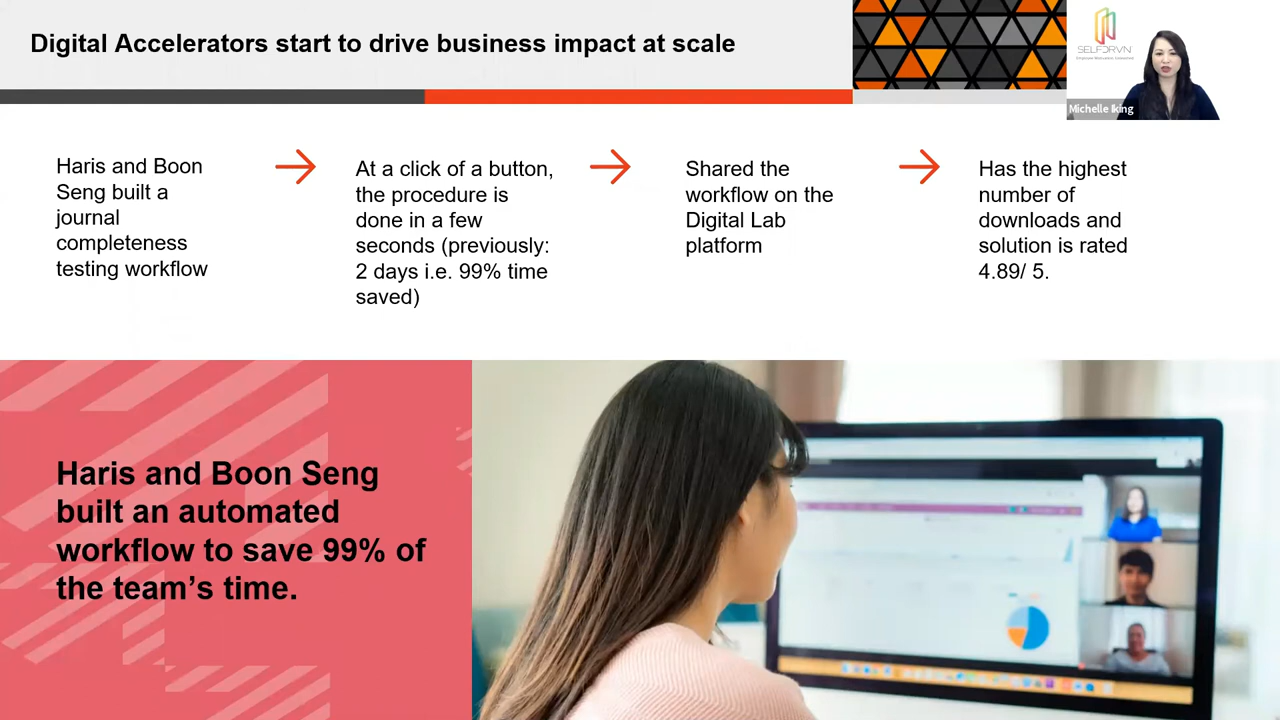 Digital Accelerators start to drive business impact at scale
SELFDRVN
Michelle Iking
Haris and Boon
Seng built a
journal
completeness
testing workflow
At a click of a button,
the procedure is
done in a few
seconds (previously:
2 days i.e. 99% time
saved)
Shared the
workflow on the
Digital Lab
platform
Has the highest
number of
downloads and
solution is rated
4.89/ 5.
Haris and Boon Seng
built an automated
workflow to save 99% of
the team’s time.